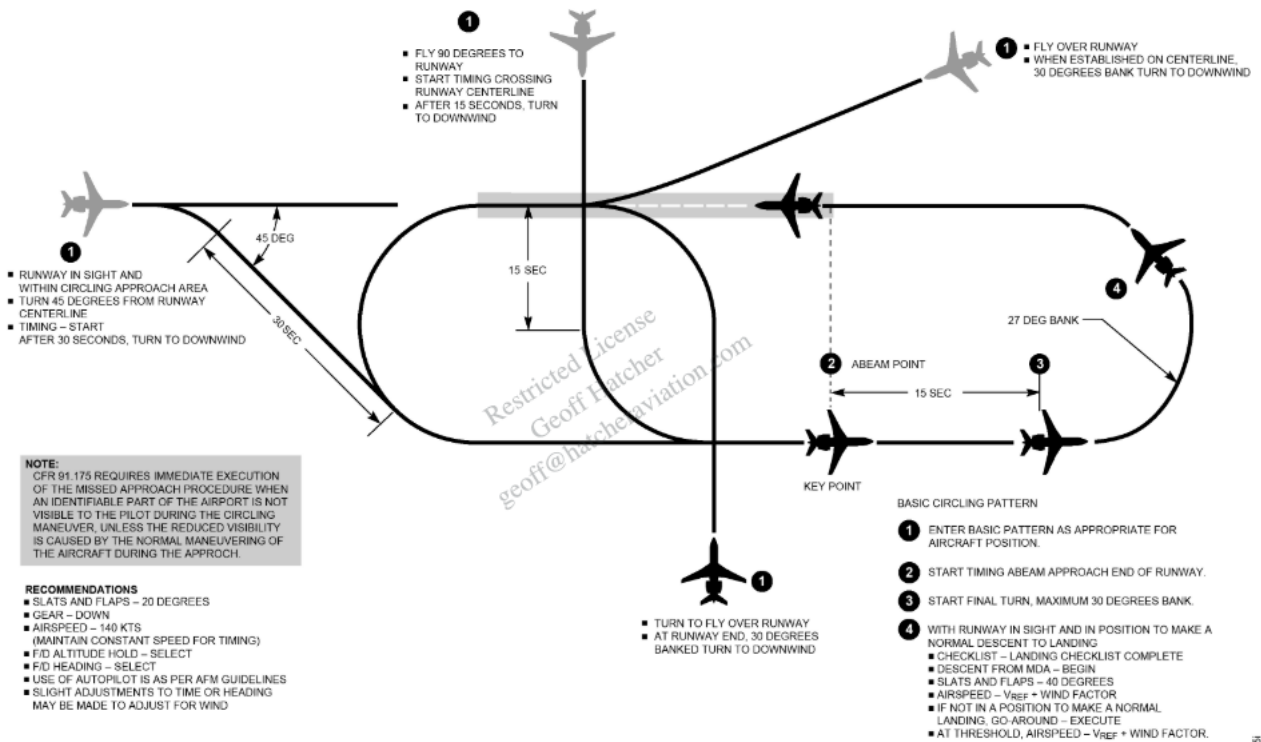 1
■ FLY 90 DEGREES TO
RUNWAY
■ START TIMING CROSSING
RUNWAY CENTERLINE
■ AFTER 15 SECONDS, TURN
TO DOWNWIND
1
■ FLY OVER RUNWAY
■ WHEN ESTABLISHED ON CENTERLINE,
30 DEGREES BANK TURN TO DOWNWIND
1
■ RUNWAY IN SIGHT AND
WITHIN CIRCLING APPROACH AREA
■ TURN 45 DEGREES FROM RUNWAY
CENTERLINE
■ TIMING – START
AFTER 30 SECONDS, TURN TO DOWNWIND
45 DEG
30 SEC
15 SEC
4
27 DEG BANK
2 ABEAM POINT
3
15 SEC
KEY POINT
Restricted License
Geoff Hatcher
geoff@hatcheraviation.com
NOTE:
CFR 91.175 REQUIRES IMMEDIATE EXECUTION
OF THE MISSED APPROACH PROCEDURE WHEN
AN IDENTIFIABLE PART OF THE AIRPORT IS NOT
VISIBLE TO THE PILOT DURING THE CIRCLING
MANEUVER, UNLESS THE REDUCED VISIBILITY
IS CAUSED BY THE NORMAL MANEUVERING OF
THE AIRCRAFT DURING THE APPROCH.
RECOMMENDATIONS
■ SLATS AND FLAPS – 20 DEGREES
■ GEAR – DOWN
■ AIRSPEED – 140 KTS
(MAINTAIN CONSTANT SPEED FOR TIMING)
■ F/D ALTITUDE HOLD – SELECT
■ F/D HEADING – SELECT
■ USE OF AUTOPILOT IS AS PER AFM GUIDELINES
■ SLIGHT ADJUSTMENTS TO TIME OR HEADING
MAY BE MADE TO ADJUST FOR WIND
1
■ TURN TO FLY OVER RUNWAY
■ AT RUNWAY END, 30 DEGREES
BANKED TURN TO DOWNWIND
BASIC CIRCLING PATTERN
1 ENTER BASIC PATTERN AS APPROPRIATE FOR
AIRCRAFT POSITION.
2 START TIMING ABEAM APPROACH END OF RUNWAY.
3 START FINAL TURN, MAXIMUM 30 DEGREES BANK.
4 WITH RUNWAY IN SIGHT AND IN POSITION TO MAKE A
NORMAL DESCENT TO LANDING
■ CHECKLIST – LANDING CHECKLIST COMPLETE
■ DESCENT FROM MDA – BEGIN
■ SLATS AND FLAPS – 40 DEGREES
■ AIRSPEED – VREF + WIND FACTOR
■ IF NOT IN A POSITION TO MAKE A NORMAL
LANDING, GO-AROUND – EXECUTE
■ AT THRESHOLD, AIRSPEED – VREF + WIND FACTOR.